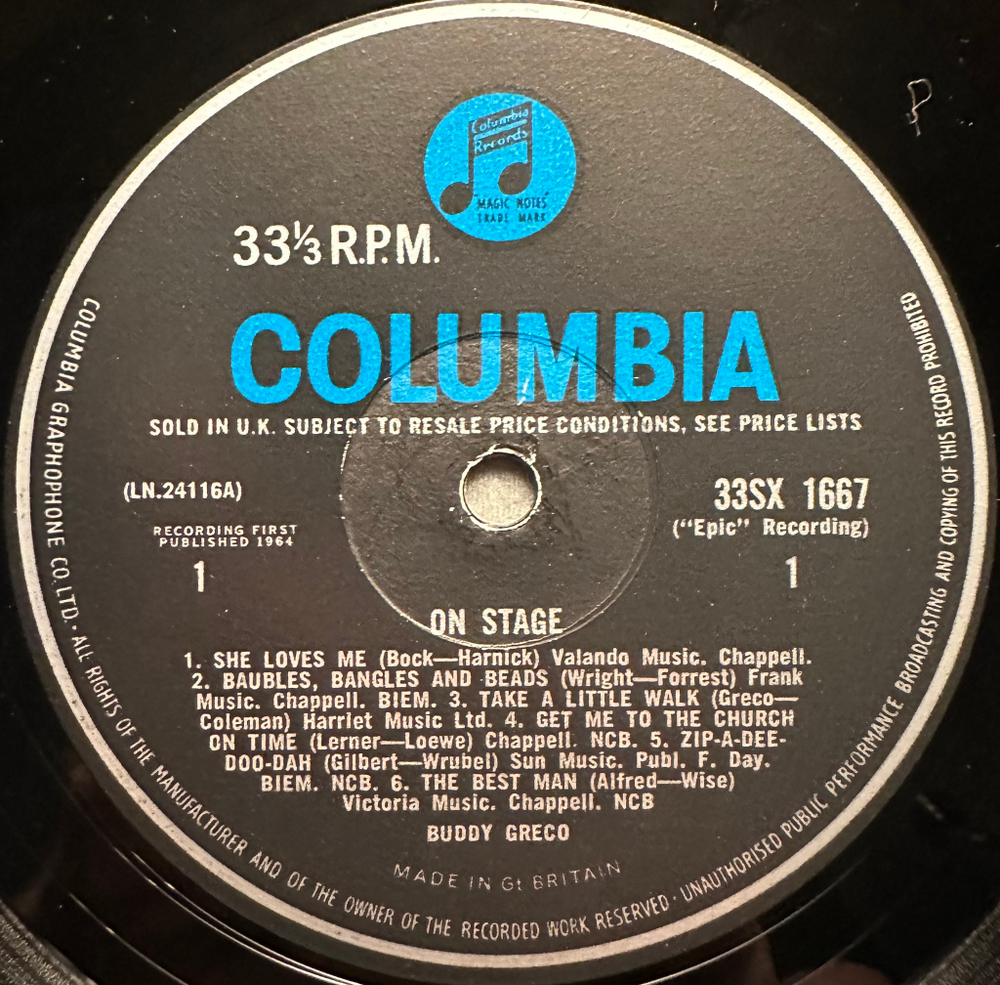 Columbia
Records
"MAGIC NOTES"
TRADE MARK
33⅓ R.P.M.
COLUMBIA
SOLD IN U.K. SUBJECT TO RESALE PRICE CONDITIONS, SEE PRICE LISTS
(LN.24116A)
33SX 1667
("Epic" Recording)
RECORDING FIRST
PUBLISHED 1964
1
1
ON STAGE
1. SHE LOVES ME (Bock—Harnick) Valando Music. Chappell.
2. BAUBLES, BANGLES AND BEADS (Wright—Forrest) Frank
Music. Chappell. BIEM. 3. TAKE A LITTLE WALK (Greco—
Coleman) Harriet Music Ltd. 4. GET ME TO THE CHURCH
ON TIME (Lerner—Loewe) Chappell. NCB. 5. ZIP-A-DEE-
DOO-DAH (Gilbert—Wrubel) Sun Music. Publ. F. Day.
BIEM. NCB. 6. THE BEST MAN (Alfred—Wise)
Victoria Music. Chappell. NCB
BUDDY GRECO
MADE IN Gt BRITAIN
COLUMBIA GRAPHOPHONE CO. LTD. · ALL RIGHTS OF THE MANUFACTURER AND OF THE OWNER OF THE RECORDED WORK RESERVED · UNAUTHORISED PUBLIC PERFORMANCE BROADCASTING AND COPYING OF THIS RECORD PROHIBITED
P